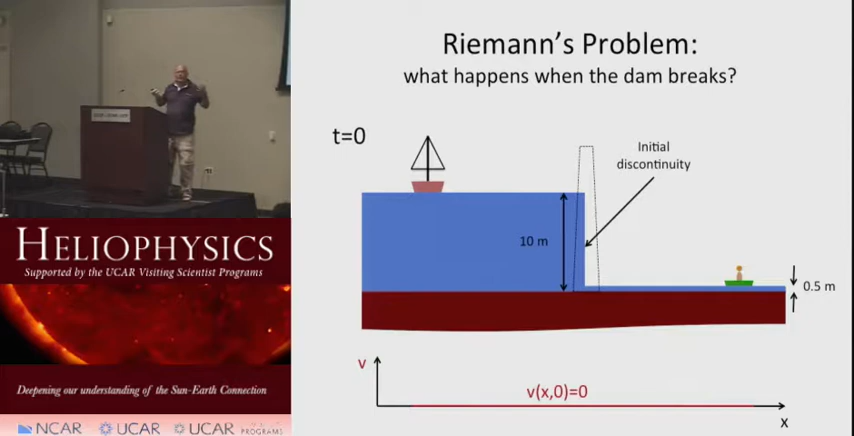 HELIOPHYSICS
Supported by the UCAR Visiting Scientist Programs
Deepening our understanding of the Sun-Earth Connection
NCAR UCAR UCAR PROGRAMS
Riemann's Problem:
what happens when the dam breaks?
t=0
Initial
discontinuity
10 m
0.5 m
v
v(x,0)=0
x